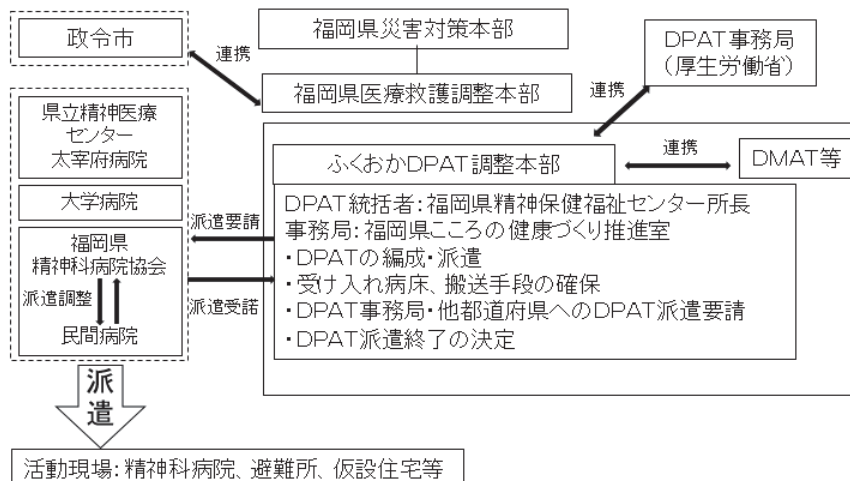 政令市
福岡県災害対策本部
DPAT事務局
（厚生労働省）
連携
福岡県医療救護調整本部
連携
県立精神医療
センター
太宰府病院
大学病院
福岡県
精神科病院協会
派遣調整
民間病院
派遣要請
派遣受諾
ふくおかDPAT調整本部
連携
DMAT等
DPAT統括者：福岡県精神保健福祉センター所長
事務局：福岡県こころの健康づくり推進室
・DPATの編成・派遣
・受け入れ病床、搬送手段の確保
・DPAT事務局・他都道府県へのDPAT派遣要請
・DPAT派遣終了の決定
派遣
活動現場：精神科病院、避難所、仮設住宅等